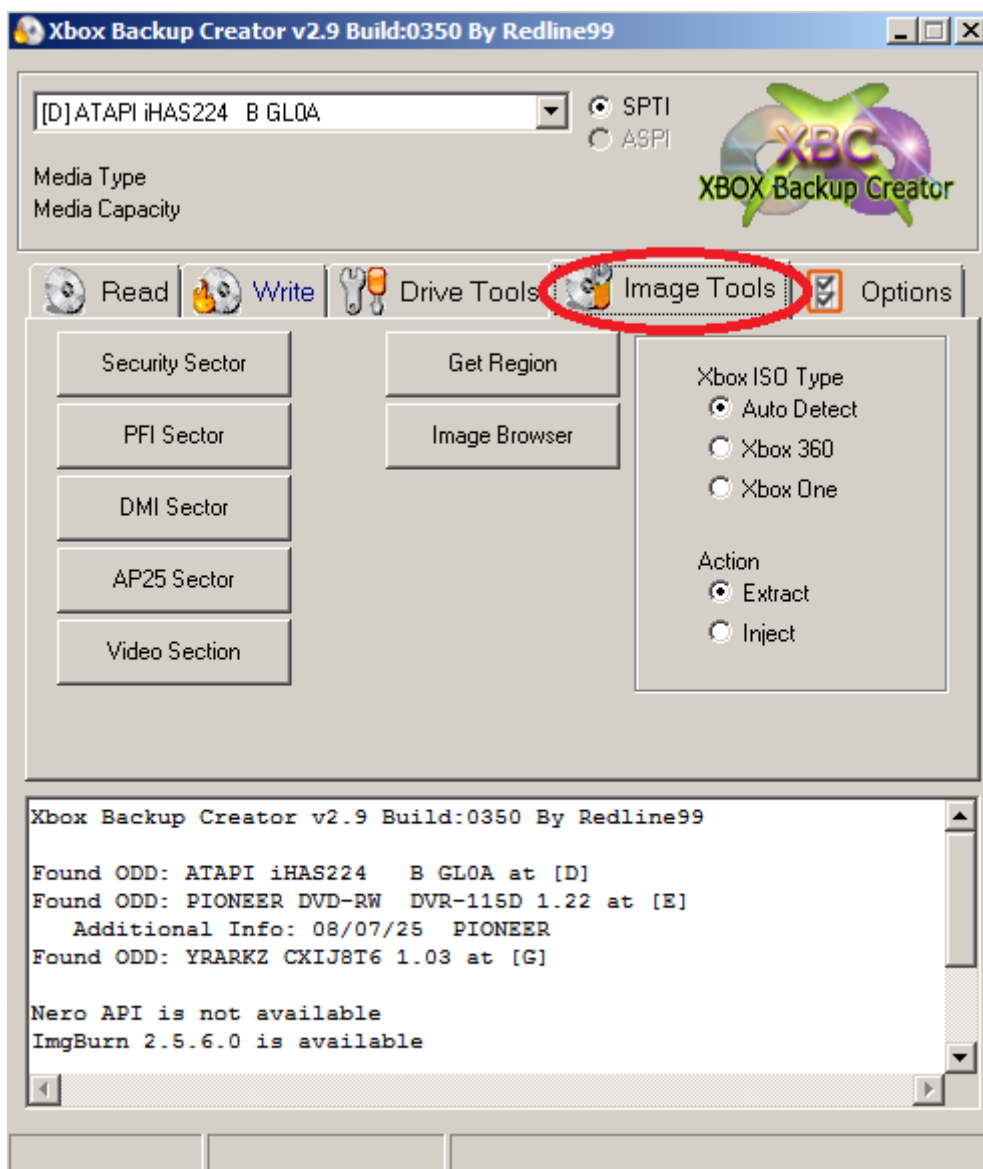 Xbox Backup Creator v2.9 Build:0350 By Redline99
[D] ATAPI iHAS224 B GL0A
SPTI
ASPI
XBC
XBOX Backup Creator
Media Type
Media Capacity
Read
Write
Drive Tools
Image Tools
Options
Security Sector
PFI Sector
DMI Sector
AP25 Sector
Video Section
Get Region
Image Browser
Xbox ISO Type
Auto Detect
Xbox 360
Xbox One
Action
Extract
Inject
Xbox Backup Creator v2.9 Build:0350 By Redline99
Found ODD: ATAPI iHAS224 B GL0A at [D]
Found ODD: PIONEER DVD-RW DVR-115D 1.22 at [E]
Additional Info: 08/07/25 PIONEER
Found ODD: YRARKZ CXIJ8T6 1.03 at [G]
Nero API is not available
ImgBurn 2.5.6.0 is available